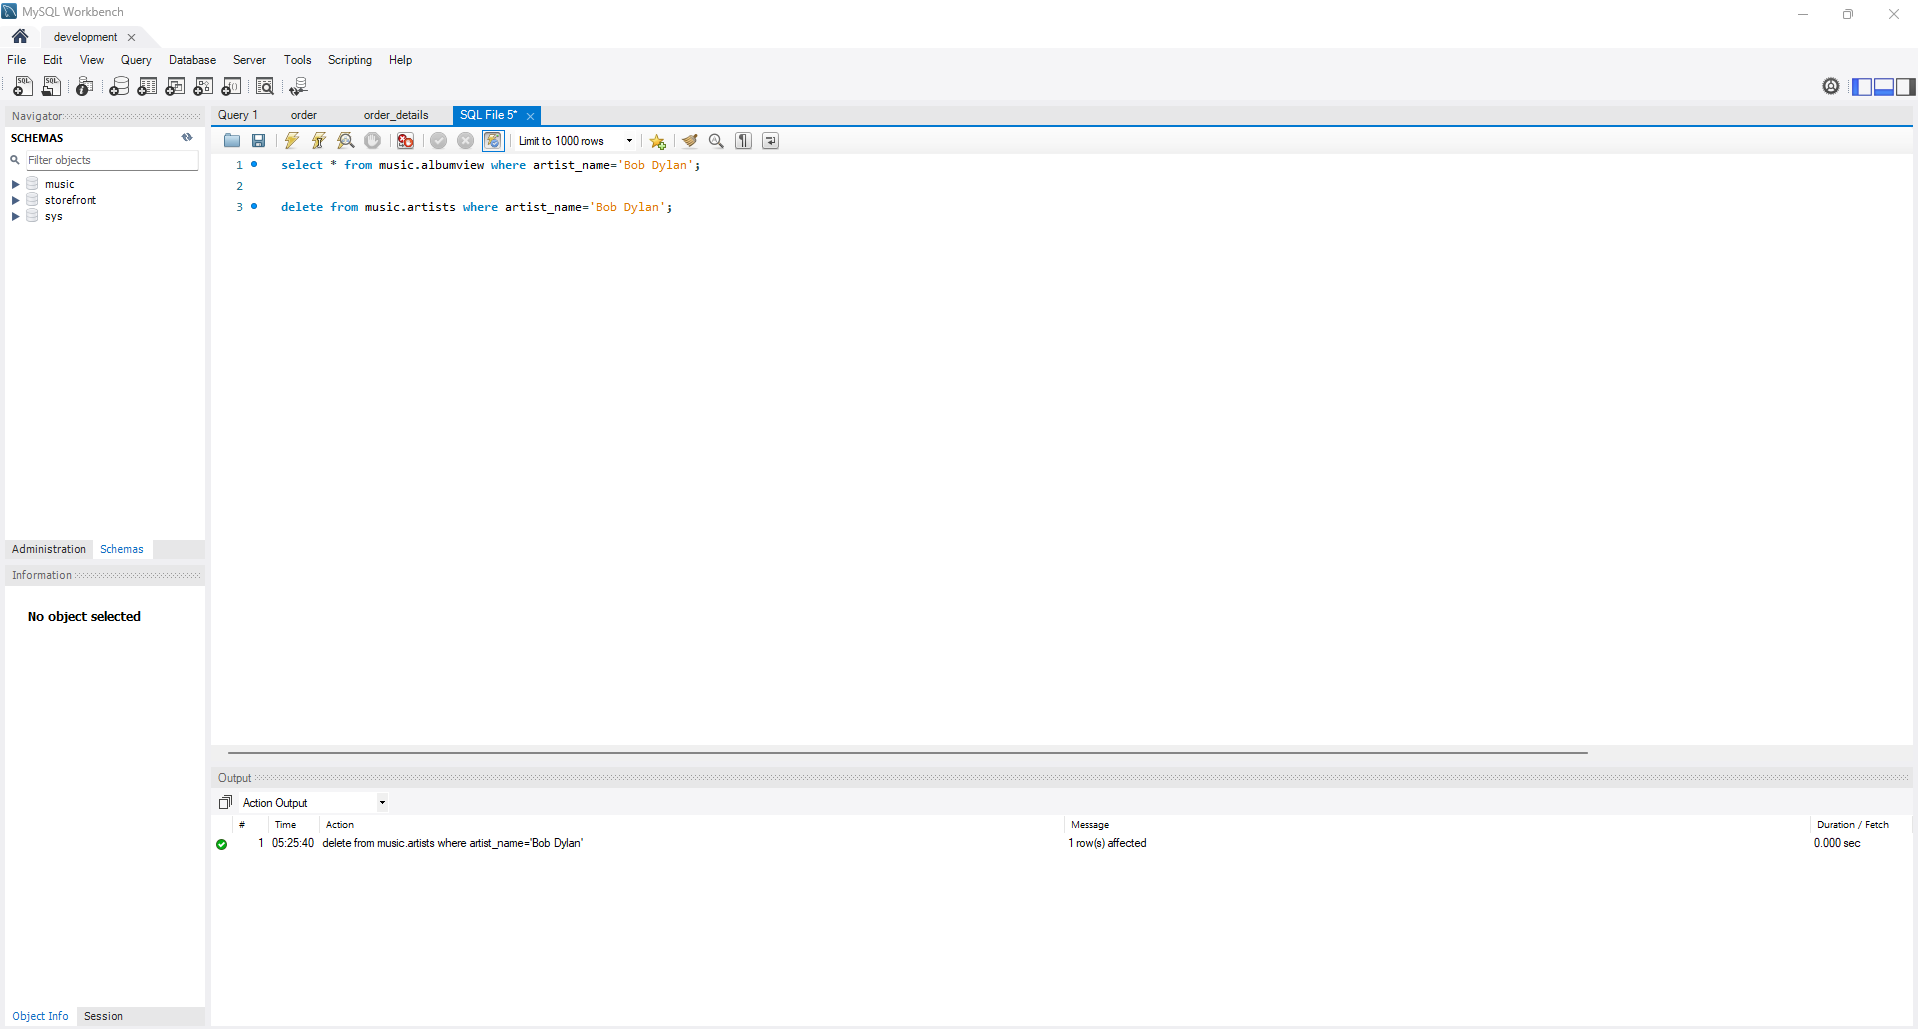 MySQL Workbench
development
File Edit View Query Database Server Tools Scripting Help
Navigator
SCHEMAS
Filter objects
music
storefront
sys
Administration Schemas
Information
No object selected
Object Info Session
Query 1 order order_details SQL File 5*
Limit to 1000 rows
1 select * from music.albumview where artist_name='Bob Dylan';
2
3 delete from music.artists where artist_name='Bob Dylan';
Output
Action Output
# Time Action Message Duration / Fetch
1 05:25:40 delete from music.artists where artist_name='Bob Dylan' 1 row(s) affected 0.000 sec